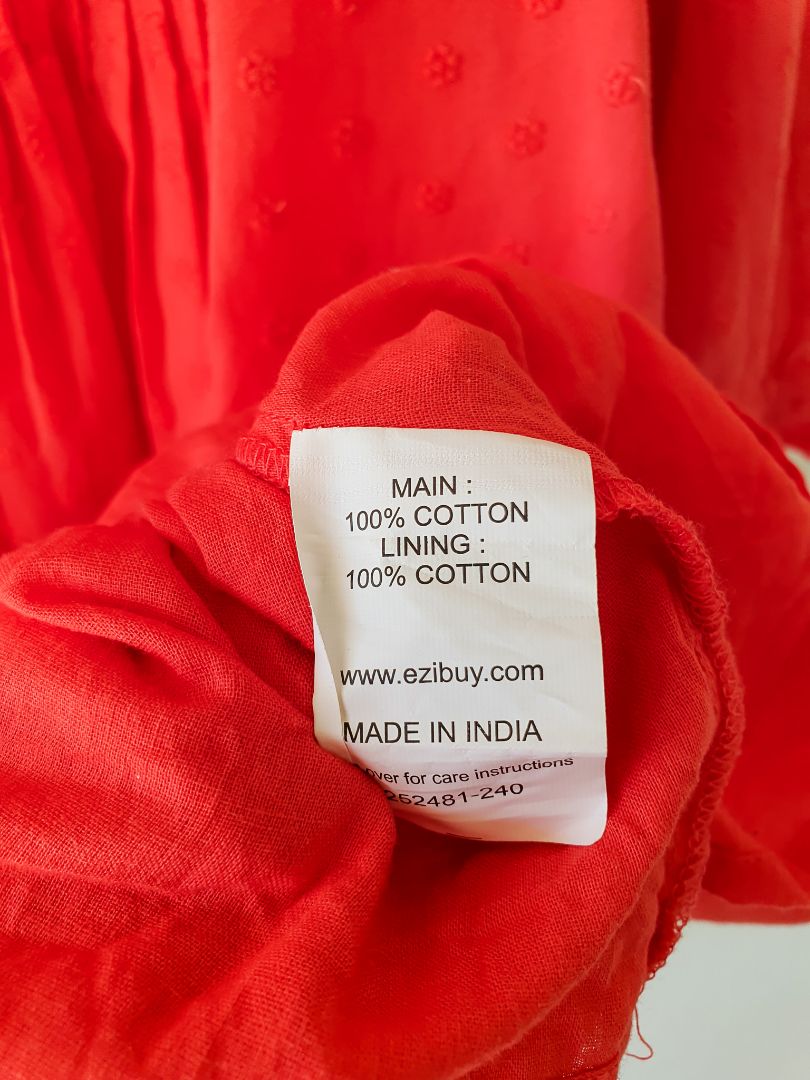 MAIN :
100% COTTON
LINING :
100% COTTON
www.ezibuy.com
MADE IN INDIA
over for care instructions
252481-240